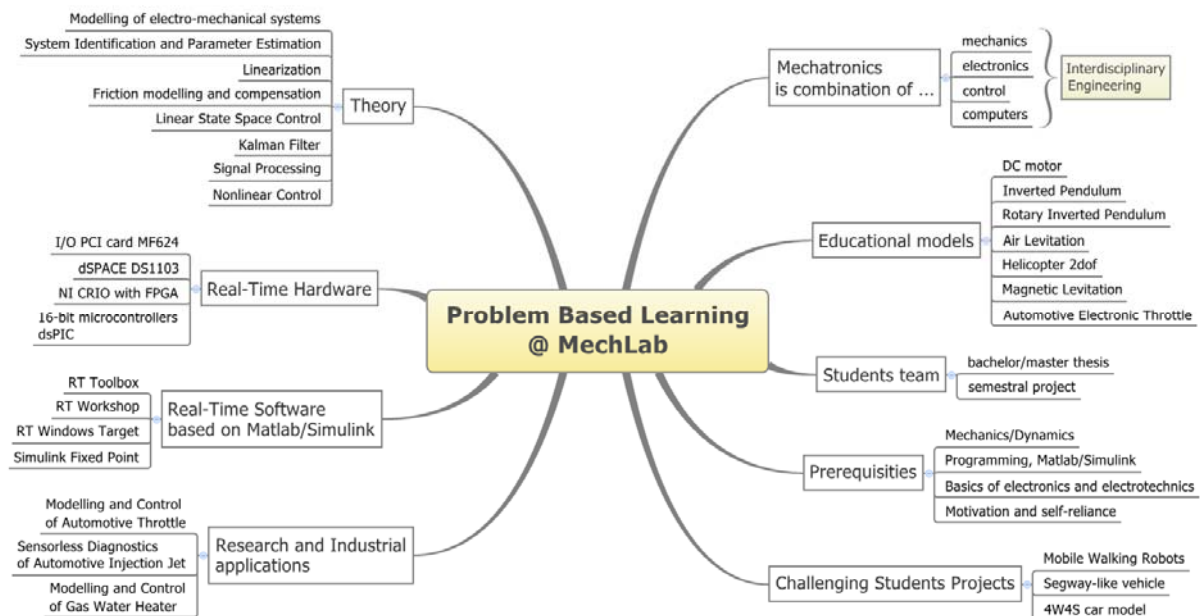 Modelling of electro-mechanical systems
System Identification and Parameter Estimation
Linearization
Friction modelling and compensation
Linear State Space Control
Kalman Filter
Signal Processing
Nonlinear Control
Theory
I/O PCI card MF624
dSPACE DS1103
NI CRIO with FPGA
16-bit microcontrollers
dsPIC
Real-Time Hardware
RT Toolbox
RT Workshop
RT Windows Target
Simulink Fixed Point
Real-Time Software
based on Matlab/Simulink
Modelling and Control
of Automotive Throttle
Sensorless Diagnostics
of Automotive Injection Jet
Modelling and Control
of Gas Water Heater
Research and Industrial
applications
Problem Based Learning
@ MechLab
Mechatronics
is combination of ...
mechanics
electronics
control
computers
Interdisciplinary
Engineering
Educational models
DC motor
Inverted Pendulum
Rotary Inverted Pendulum
Air Levitation
Helicopter 2dof
Magnetic Levitation
Automotive Electronic Throttle
Students team
bachelor/master thesis
semestral project
Prerequisities
Mechanics/Dynamics
Programming, Matlab/Simulink
Basics of electronics and electrotechnics
Motivation and self-reliance
Challenging Students Projects
Mobile Walking Robots
Segway-like vehicle
4W4S car model